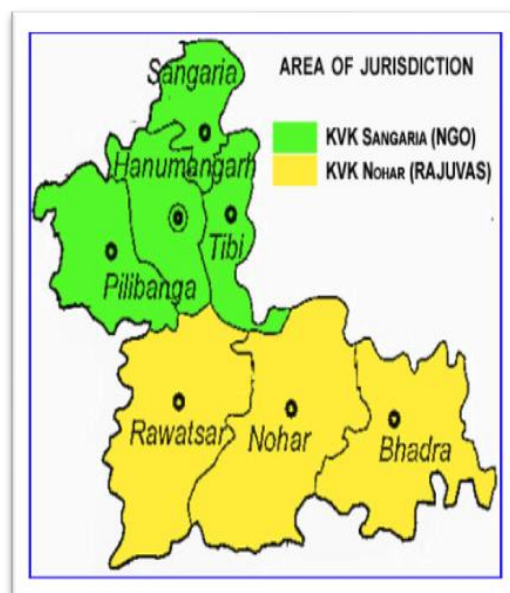 Sangaria
AREA OF JURISDICTION
KVK SANGARIA (NGO)
KVK NOHAR (RAJUVAS)
Hanumangarh
Tibi
Pilibanga
Rawatsar
Nohar
Bhadra